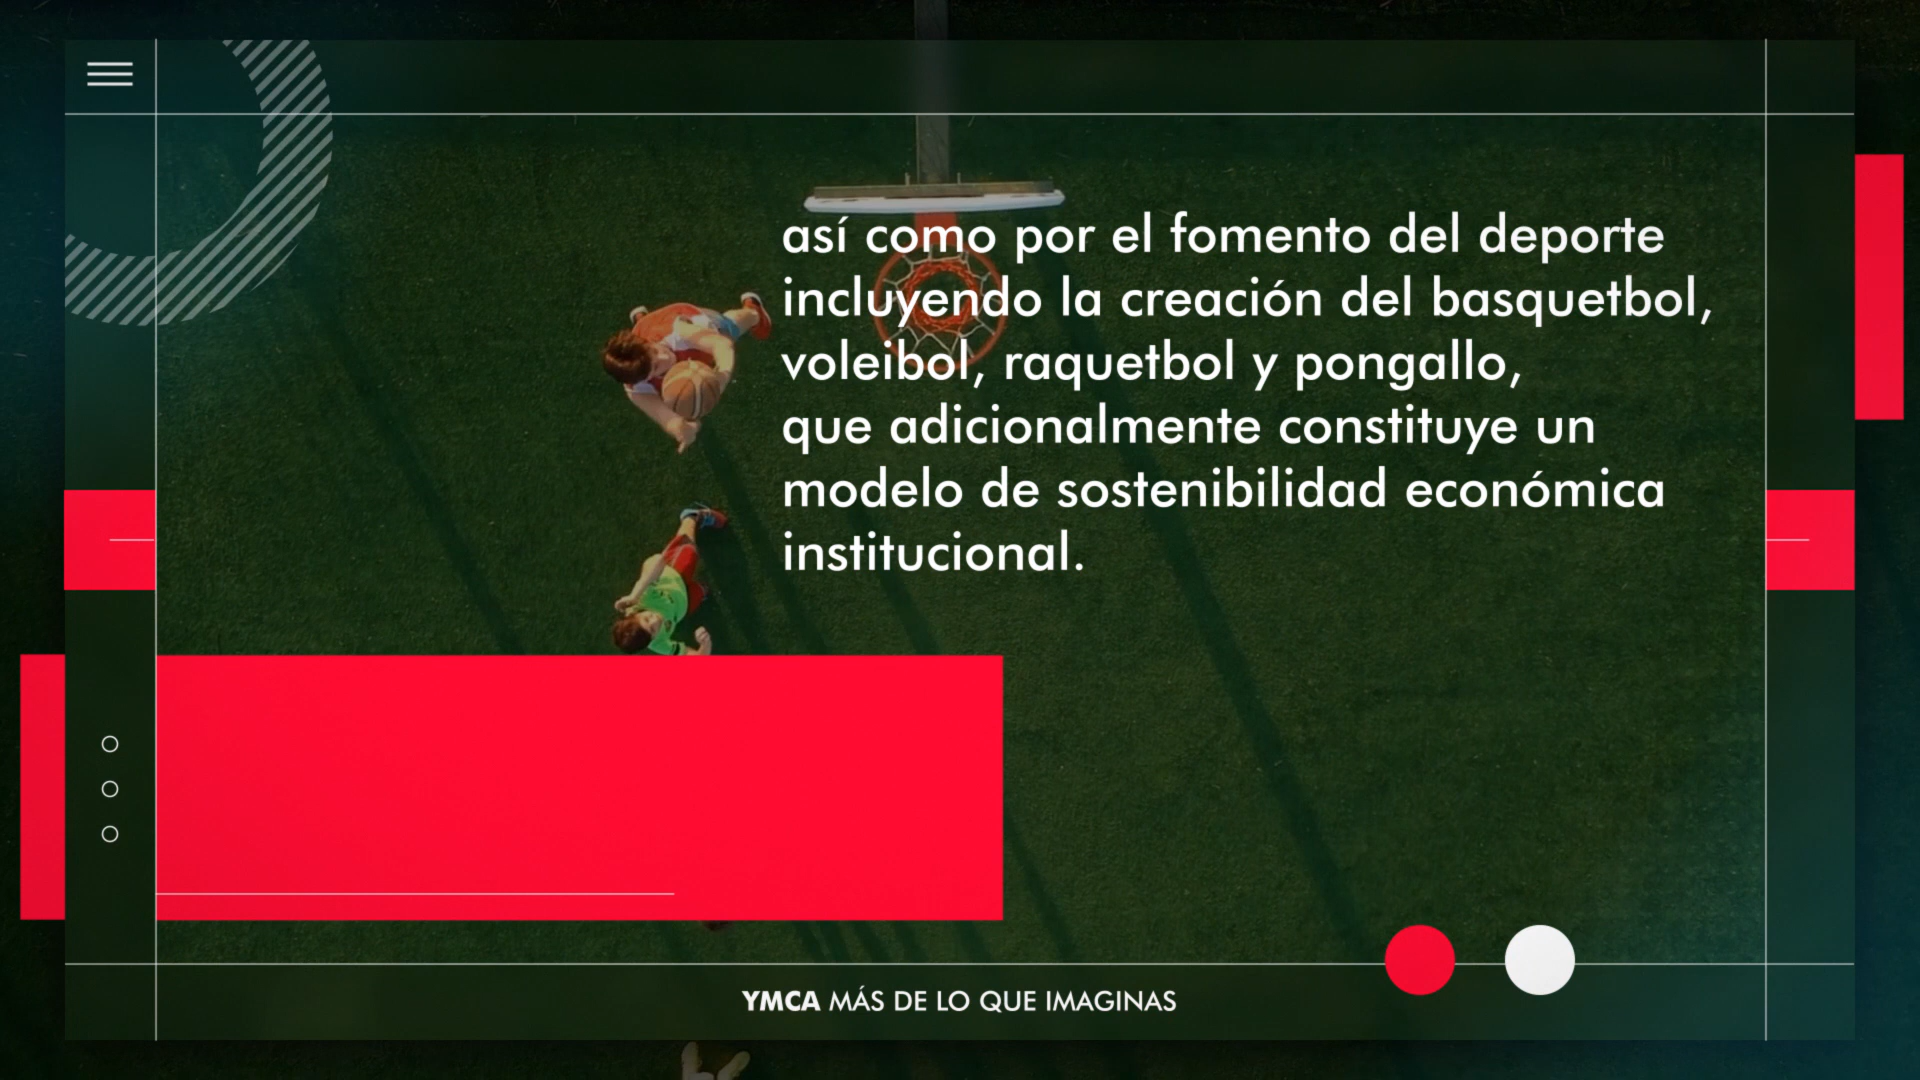 así como por el fomento del deporte
incluyendo la creación del basquetbol,
voleibol, raquetbol y pongallo,
que adicionalmente constituye un
modelo de sostenibilidad económica
institucional.
YMCA MÁS DE LO QUE IMAGINAS